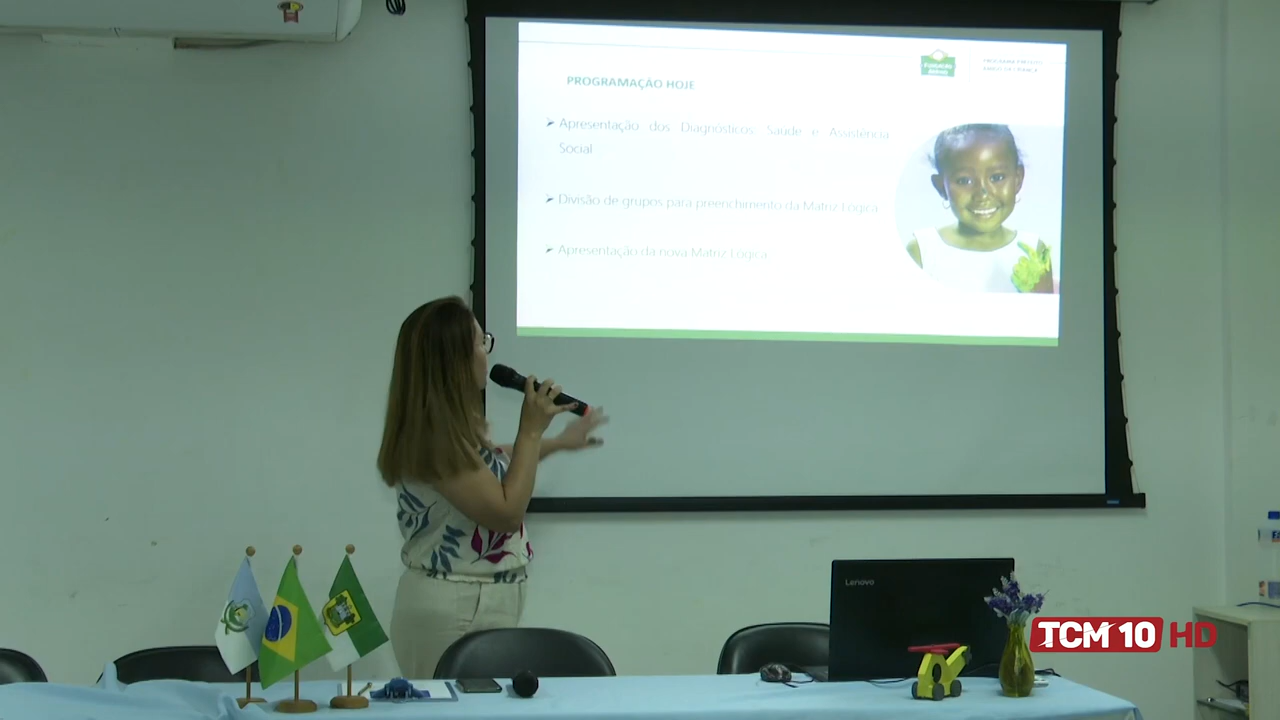 PROGRAMAÇÃO HOJE
➢ Apresentação dos Diagnósticos Saúde e Assistência
Social
➢ Divisão de grupos para preenchimento da Matriz Lógica
➢ Apresentação da nova Matriz Lógica
Lenovo
TCM 10 HD